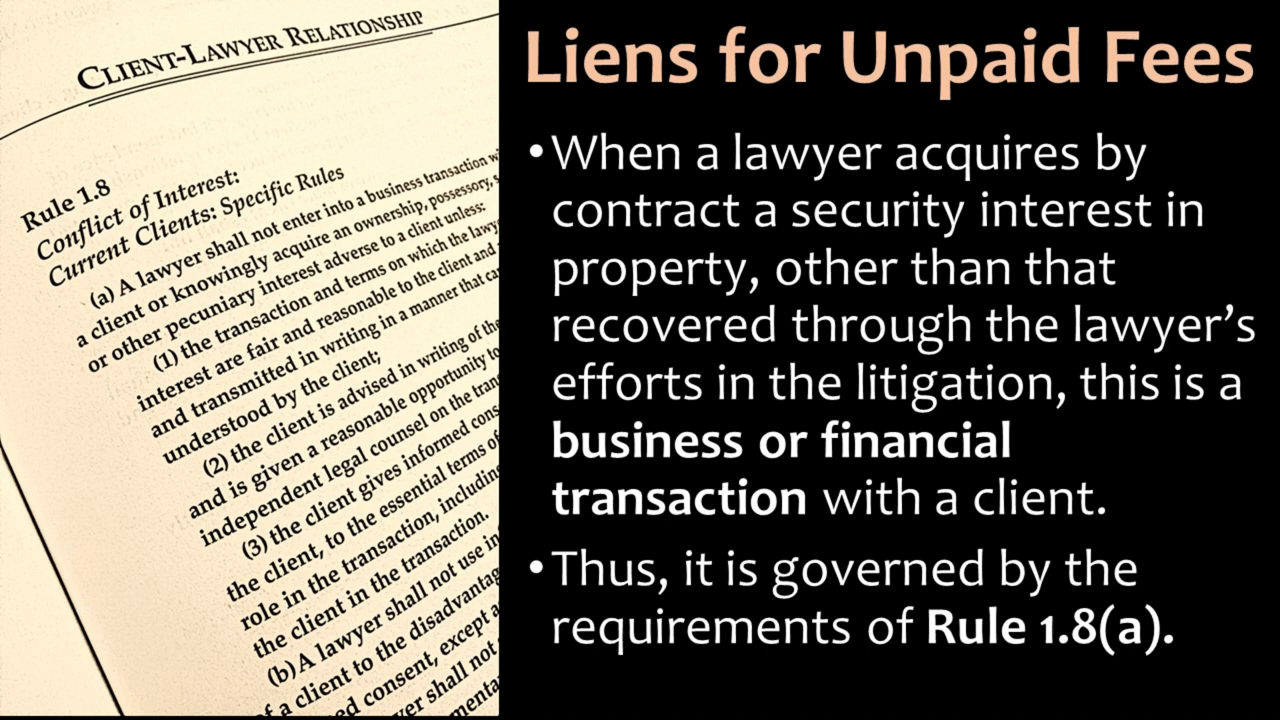 CLIENT-LAWYER RELATIONSHIP
Rule 1.8
Conflict of Interest:
Current Clients: Specific Rules
(a) A lawyer shall not enter into a business transaction
a client or knowingly acquire an ownership, possessory,
or other pecuniary interest adverse to a client unless:
(1) the transaction and terms on which the
interest are fair and reasonable to the client and
and transmitted in writing in a manner that
understood by the client;
(2) the client is advised in writing of the
and is given a reasonable opportunity to
independent legal counsel on the
(3) the client gives informed
the client, to the essential terms of
role in the transaction, including
the client in the transaction.
(b) A lawyer shall not use
of a client to the disadvantage
consent, except
shall not
Liens for Unpaid Fees
•When a lawyer acquires by
contract a security interest in
property, other than that
recovered through the lawyer's
efforts in the litigation, this is a
business or financial
transaction with a client.
•Thus, it is governed by the
requirements of Rule 1.8(a).